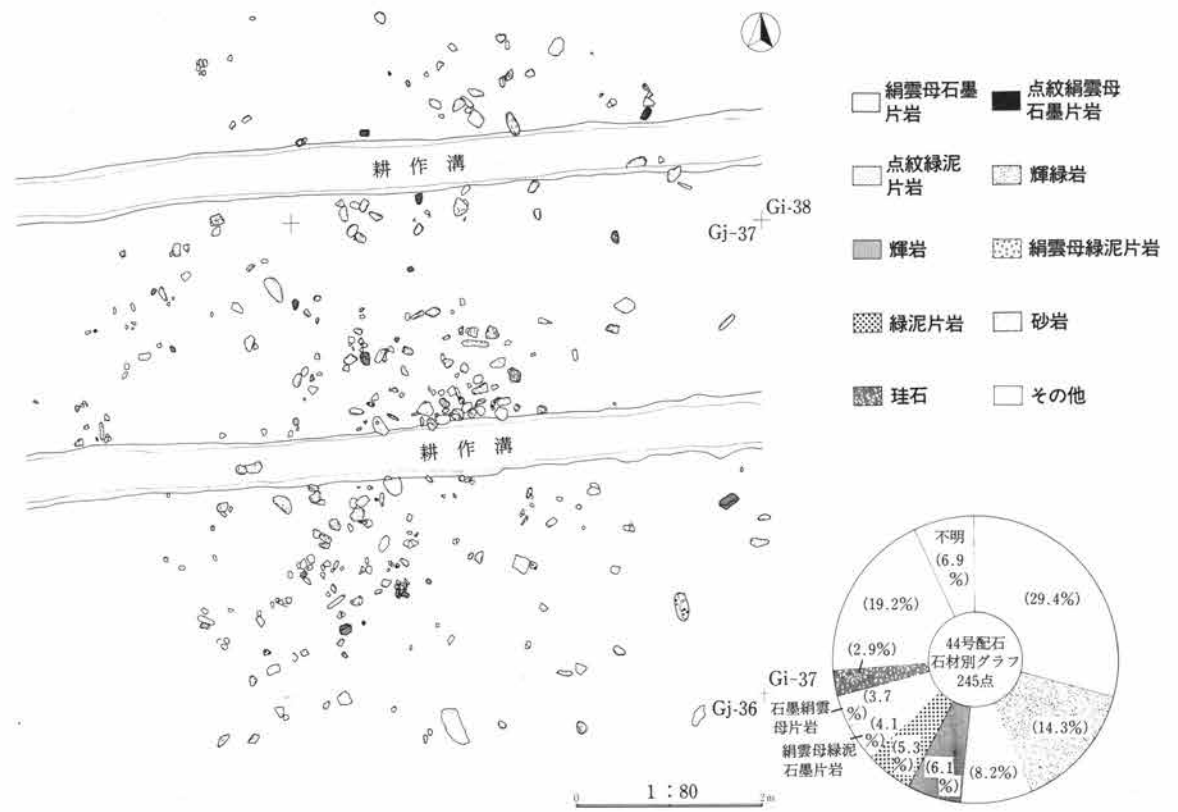 耕作溝
Gi-38
Gj-37
耕作溝
Gi-37
Gj-36
1：80
0
2m
絹雲母石墨
片岩
点紋絹雲母
石墨片岩
点紋緑泥
片岩
輝緑岩
輝岩
絹雲母緑泥片岩
緑泥片岩
砂岩
珪石
その他
不明
(6.9
%)
(29.4%)
(19.2%)
(2.9%)
44号配石
石材別グラフ
245点
(3.7
%)
石墨絹雲
母片岩
(4.1
%)
絹雲母緑泥
石墨片岩
(5.3
%)
(6.1
%)
(8.2%)
(14.3%)